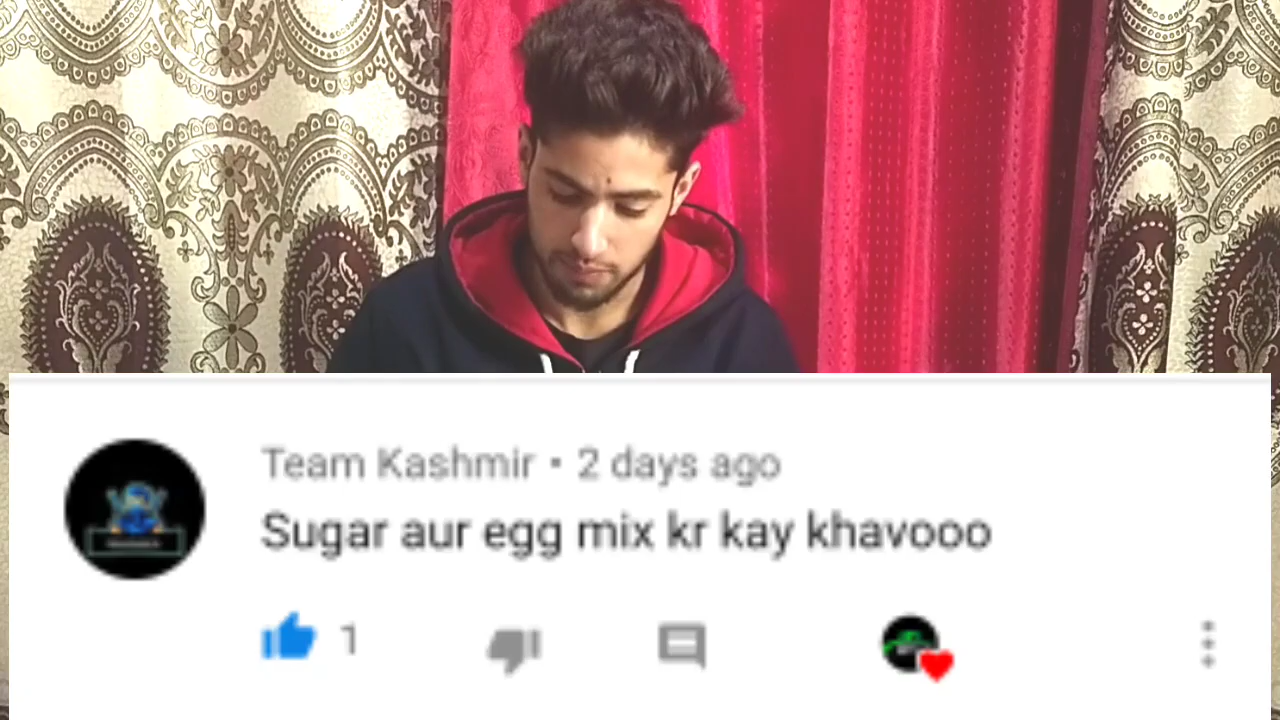 Team Kashmir • 2 days ago
Sugar aur egg mix kr kay khavooo
1